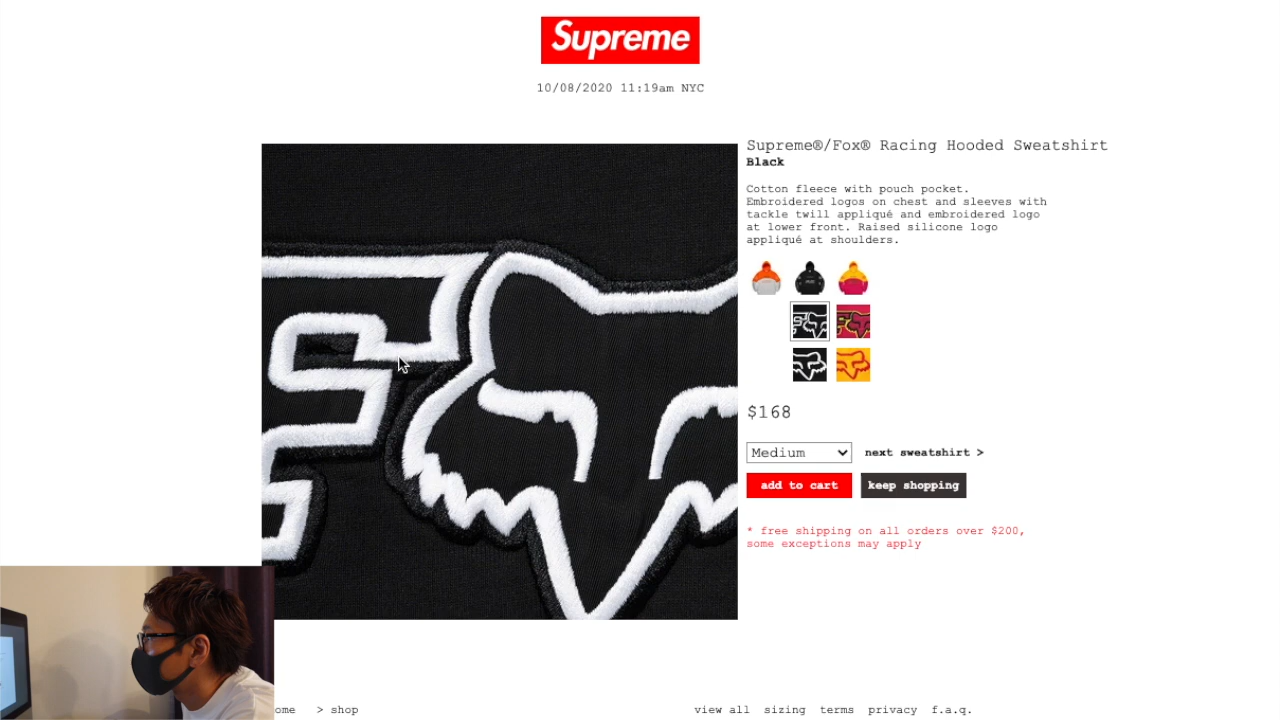 Supreme
10/08/2020 11:19am NYC
Supreme®/Fox® Racing Hooded Sweatshirt
Black
Cotton fleece with pouch pocket.
Embroidered logos on chest and sleeves with
tackle twill appliqué and embroidered logo
at lower front. Raised silicone logo
appliqué at shoulders.
$168
Medium
next sweatshirt >
add to cart
keep shopping
* free shipping on all orders over $200,
some exceptions may apply
> shop
view all
sizing
terms
privacy
f.a.q.